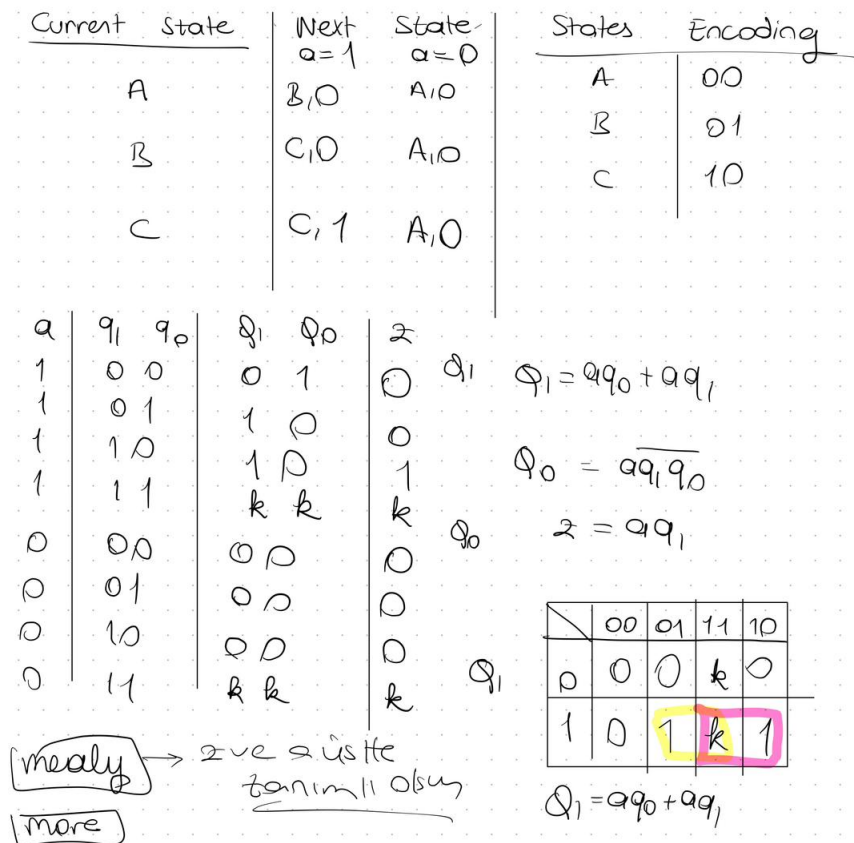 Current State | Next State | States | Encoding
a=1 a=0
A | B,0 A,0 | A | 00
B | C,0 A,0 | B | 01
C | C,1 A,0 | C | 10
a | q₁ q₀ | Q₁ Q₀ | z
1 | 0 0 | 0 1 | 0
1 | 0 1 | 1 0 | 0
1 | 1 0 | 1 0 | 1
1 | 1 1 | k k | k
0 | 0 0 | 0 0 | 0
0 | 0 1 | 0 0 | 0
0 | 1 0 | 0 0 | 0
0 | 1 1 | k k | k
Q₁ Q₁ = aq₀ + aq₁
Q₀ = a\overline{q₁q₀}
Q₀ z = aq₁
00 | 01 | 11 | 10
Q₁ 0 | 0 | 0 | k | 0
1 | 0 | 1 | k | 1
Q₁ = aq₀ + aq₁
mealy → z ve a üstte
tanımlı olsun
more